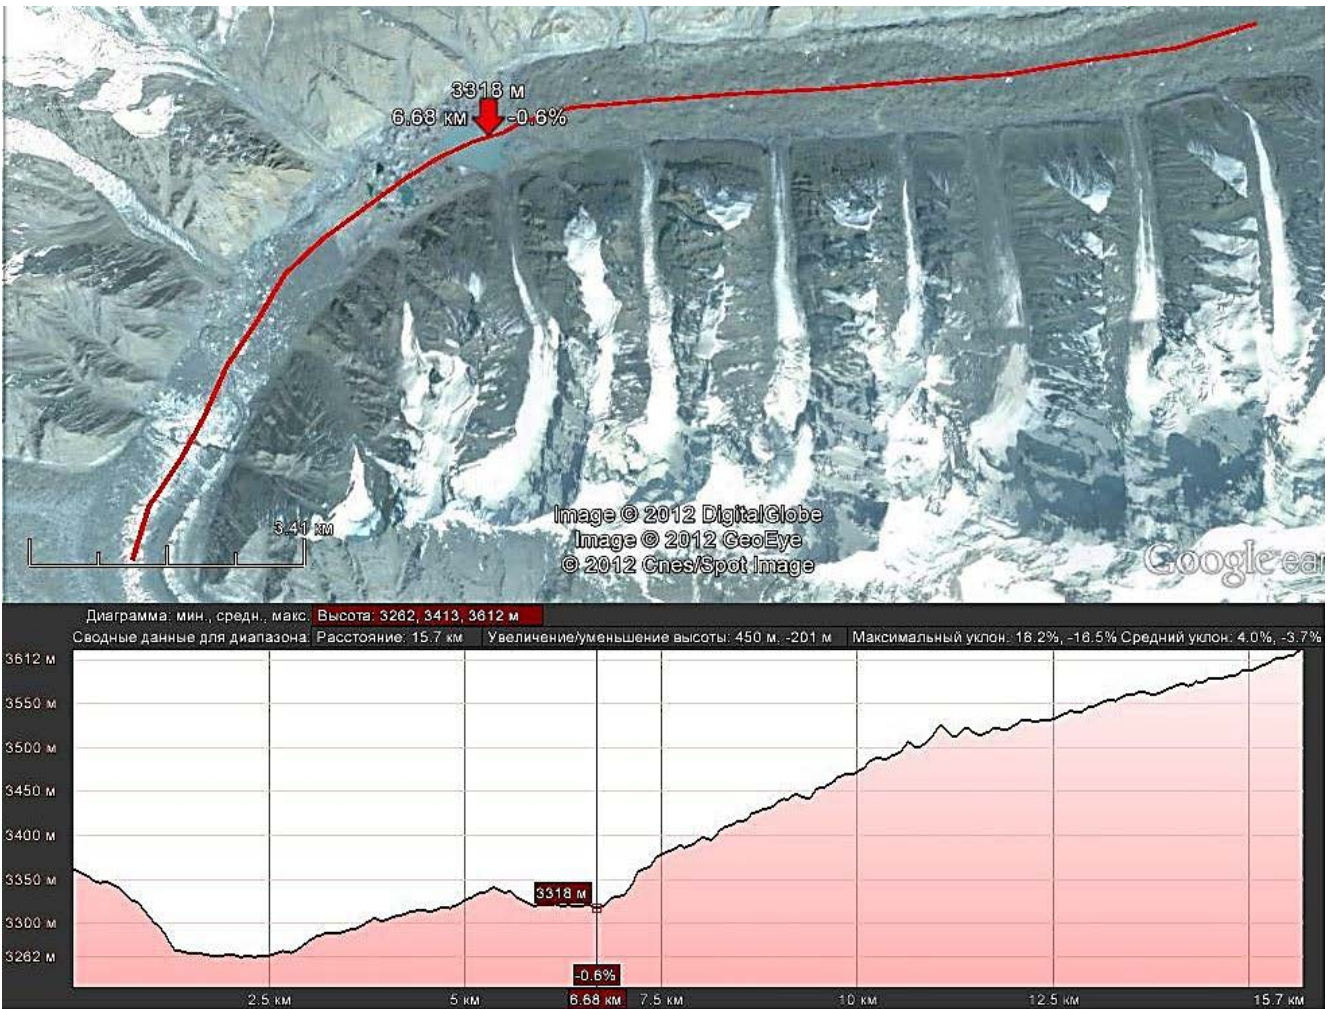 3318 м
6.68 км -0.6%
3.41 км
Image © 2012 DigitalGlobe
Image © 2012 GeoEye
© 2012 Cnes/Spot Image
Google ear
Диаграмма: мин., средн., макс. Высота: 3262, 3413, 3612 м
Сводные данные для диапазона: Расстояние: 15.7 км Увеличение/уменьшение высоты: 450 м, -201 м Максимальный уклон: 16.2%, -16.5% Средний уклон: 4.0%, -3.7%
3612 м
3550 м
3500 м
3450 м
3400 м
3350 м
3318 м
3300 м
3262 м
-0.6%
2.5 км 5 км 6.68 км 7.5 км 10 км 12.5 км 15.7 км